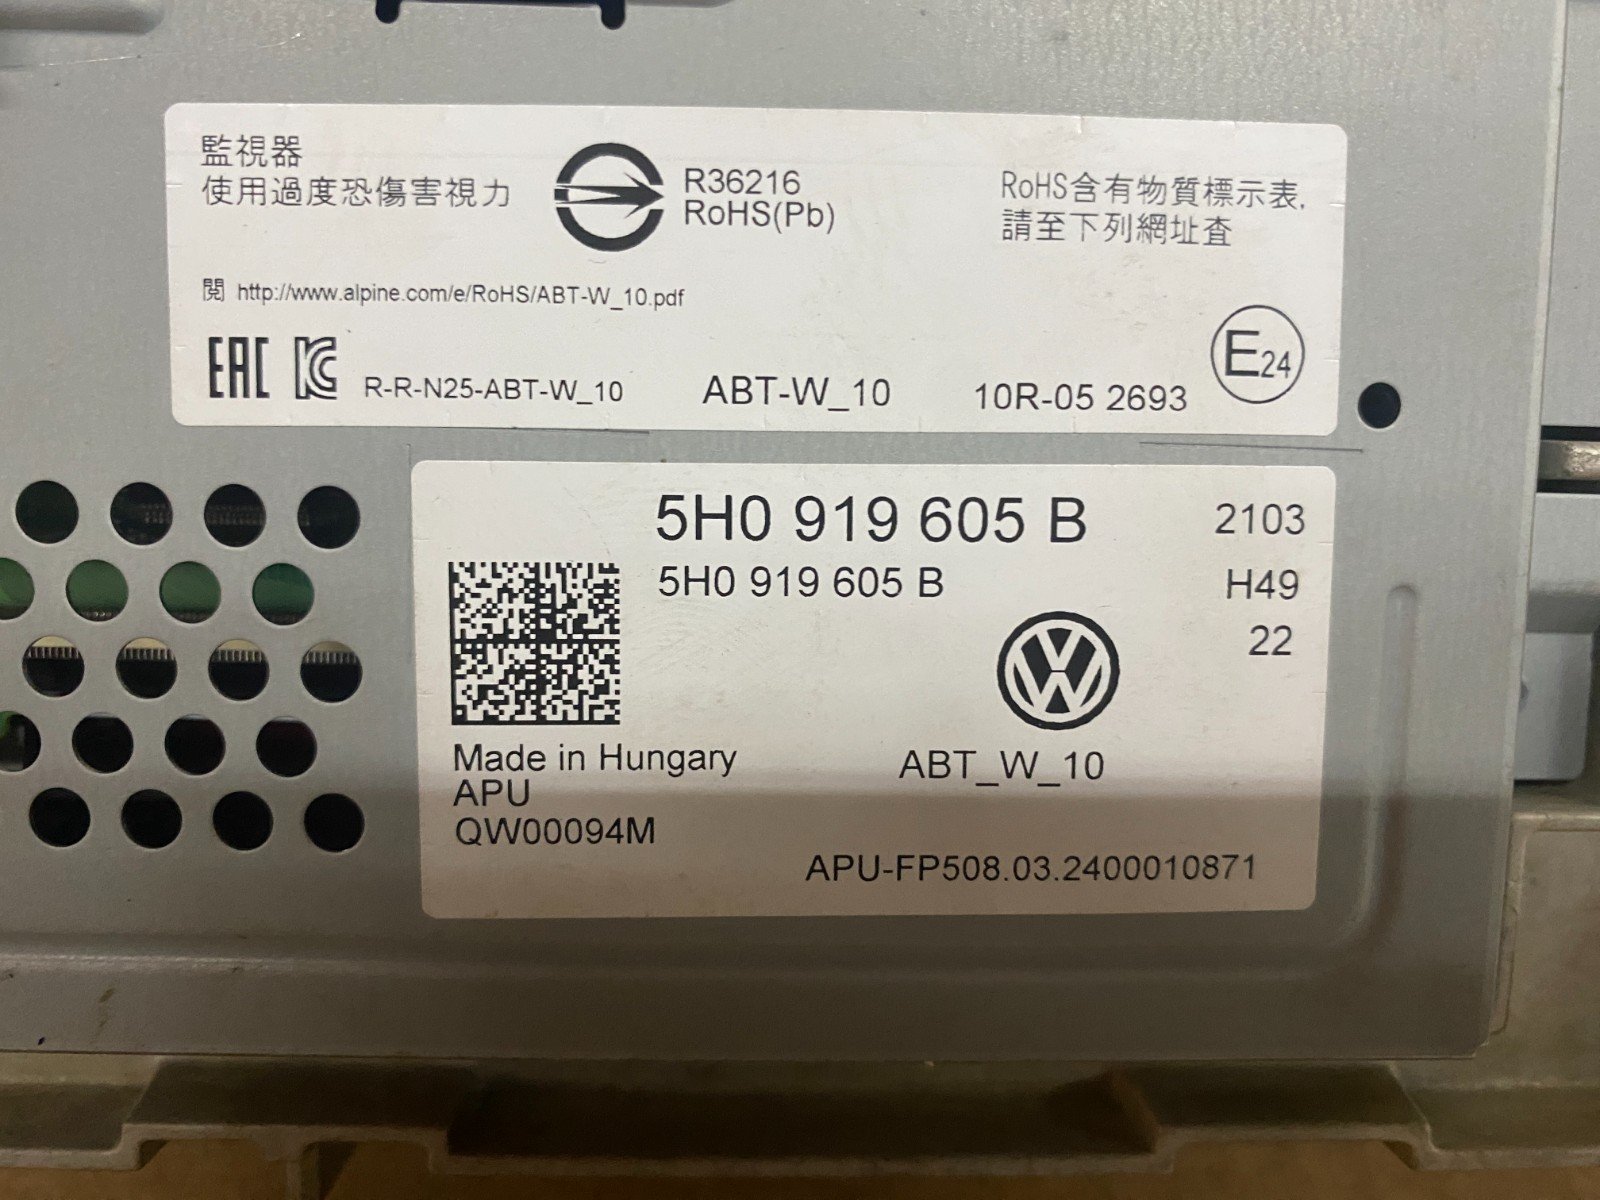 監視器
使用過度恐傷害視力
R36216
RoHS(Pb)
RoHS含有物質標示表,
請至下列網址查
閱 http://www.alpine.com/e/RoHS/ABT-W_10.pdf
EAC KC R-R-N25-ABT-W_10 ABT-W_10 10R-05 2693 E24
5H0 919 605 B 2103
5H0 919 605 B H49
22
Made in Hungary ABT_W_10
APU
QW00094M
APU-FP508.03.2400010871